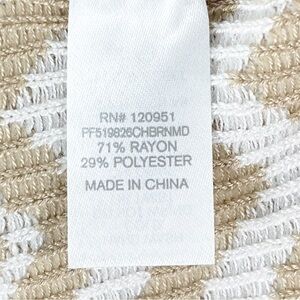 RN# 120951
PF519826CHBRNMD
71% RAYON
29% POLYESTER
MADE IN CHINA